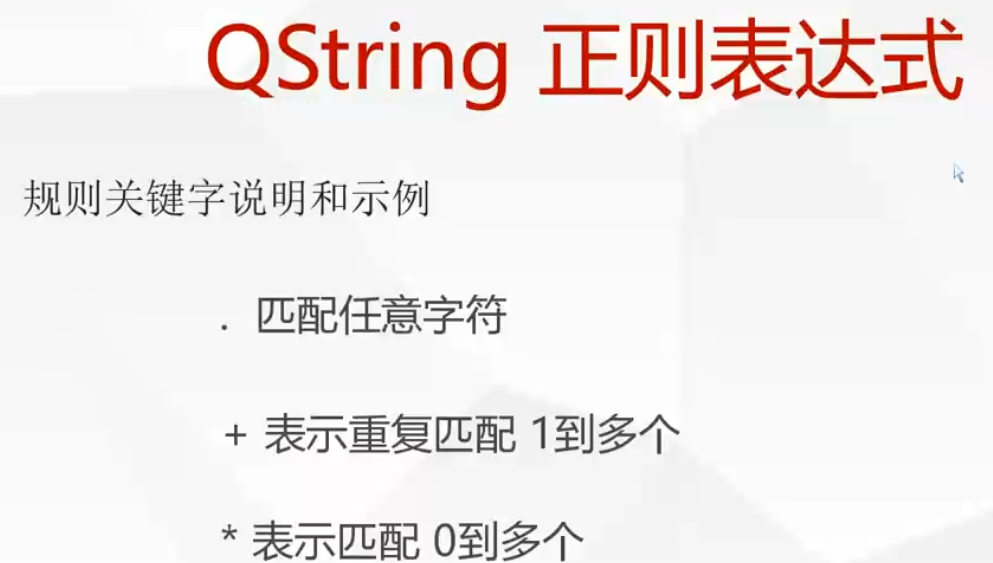 QString 正则表达式
规则关键字说明和示例
. 匹配任意字符
+ 表示重复匹配 1到多个
* 表示匹配 0到多个